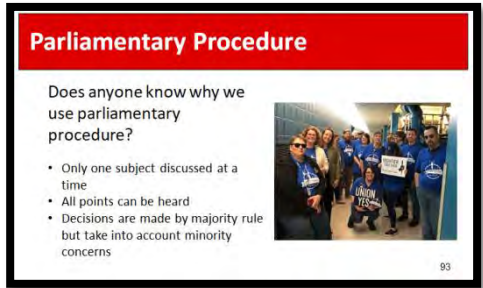 Parliamentary Procedure
Does anyone know why we
use parliamentary
procedure?
• Only one subject discussed at a
time
• All points can be heard
• Decisions are made by majority rule
but take into account minority
concerns
UNION
YES
93